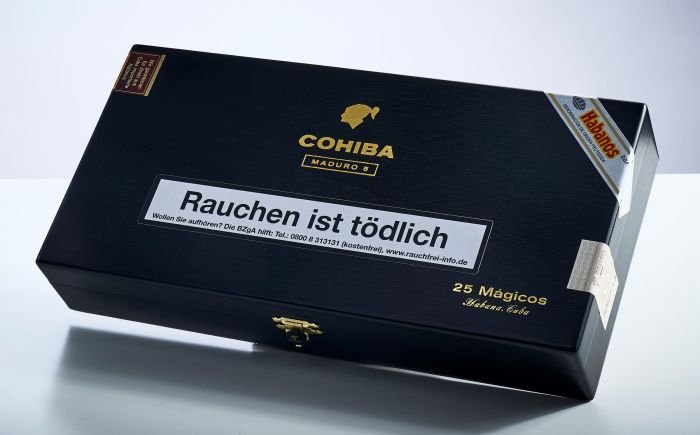 COHIBA
MADURO 5
Habanos
Rauchen ist tödlich
Wollen Sie aufhören? Die BZgA hilft: Tel.: 0800 8 313131 (kostenfrei), www.rauchfrei-info.de
25 Mágicos
Habana, Cuba